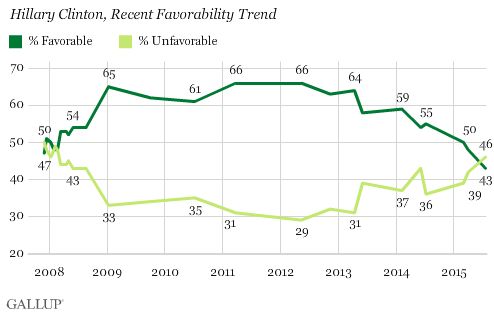 Hillary Clinton, Recent Favorability Trend
% Favorable % Unfavorable
70
60
50
40
30
20
50 54 65 61 66 66 64 59 55 50 46
47 43 33 35 31 29 31 37 36 39 43
2008 2009 2010 2011 2012 2013 2014 2015
GALLUP®